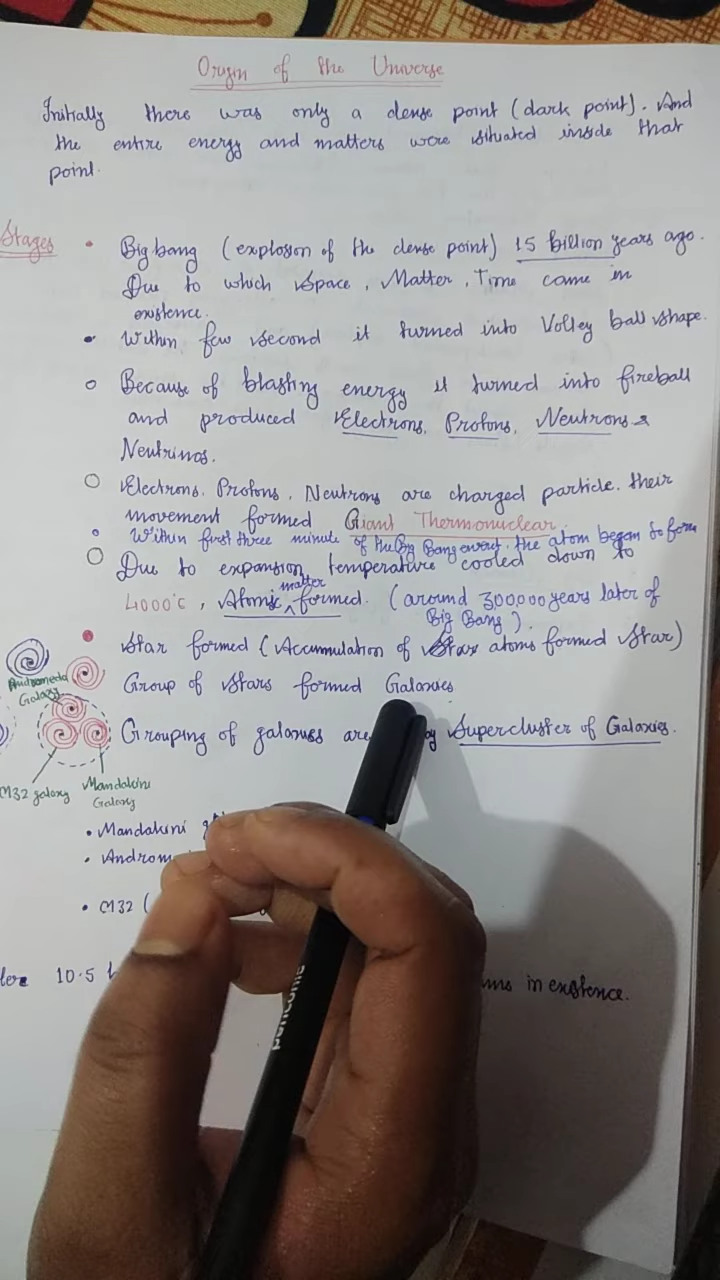 Origin of the Universe
Initially there was only a dense point (dark point). And
the entire energy and matters were situated inside that
point.
Stages
• Big bang (explosion of the dense point) 15 billion years ago.
Due to which Space, Matter, Time came in
existence.
• Within few second it turned into Volley ball shape.
Because of blasting energy it turned into fireball
and produced Electrons, Protons, Neutrons &
Neutrinos.
Electrons, Protons, Neutrons are charged particle. their
movement formed Giant Thermonuclear
Within first three minute of the Big Bang event, the atom began to form
Due to expansion temperature cooled down to
matter
4000°C, Atomic ^ formed. (around 300,000 years later of
Big Bang).
• Star formed (Accumulation of atoms formed Star)
Group of stars formed Galaxies
Grouping of galaxies are by Supercluster of Galaxies.
Andromeda
Galaxy
M32 galaxy
Mandakini
Galaxy
• Mandakini
• Androm
• M32 (
10.5
in existence.
pentonic